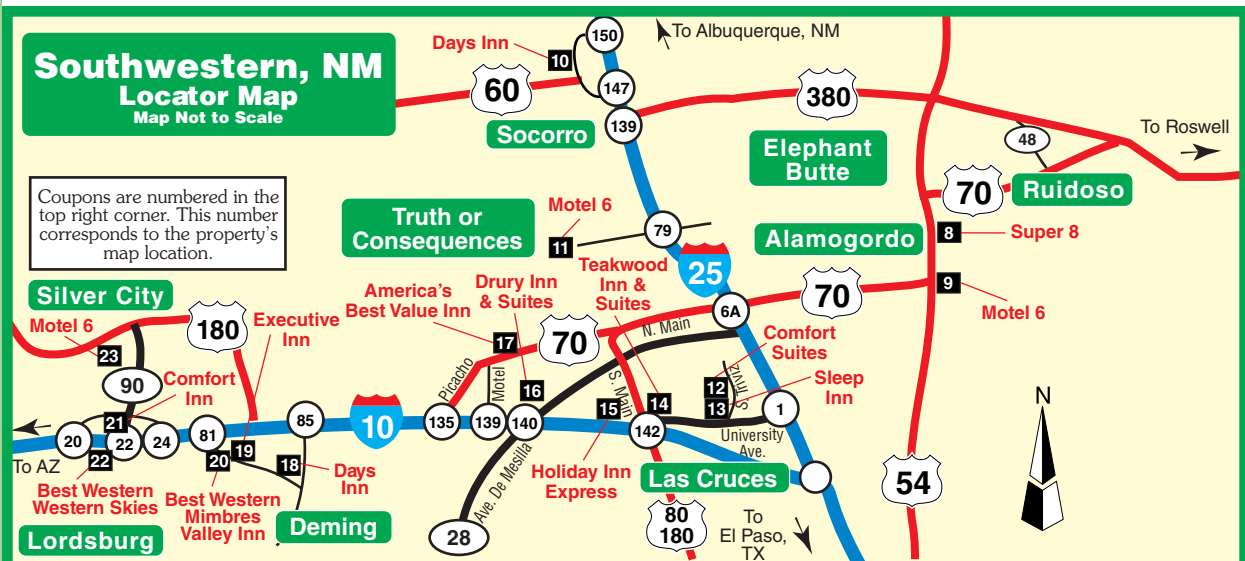 Southwestern, NM
Locator Map
Map Not to Scale
Days Inn
10
150
To Albuquerque, NM
60
147
139
380
Socorro
Elephant
Butte
48
To Roswell
70
Ruidoso
Coupons are numbered in the
top right corner. This number
corresponds to the property's
map location.
Truth or
Consequences
Motel 6
11
79
25
Alamogordo
8
Super 8
9
Motel 6
Silver City
Motel 6
23
180
Executive
Inn
90
Comfort
Inn
America's
Best Value Inn
17
Drury Inn
& Suites
16
Teakwood
Inn &
Suites
70
N. Main
6A
70
Comfort
Suites
12
Sleep
Inn
13
S. Triviz
Picacho
Motel
S. Main
15
14
1
University
Ave.
20
21
22
24
81
85
10
135
139
140
142
To AZ
22
Best Western
Western Skies
20
19
Best Western
Mimbres
Valley Inn
18
Days
Inn
Lordsburg
Deming
Ave. De Mesilla
28
Holiday Inn
Express
Las Cruces
80
180
To
El Paso,
TX
54
N